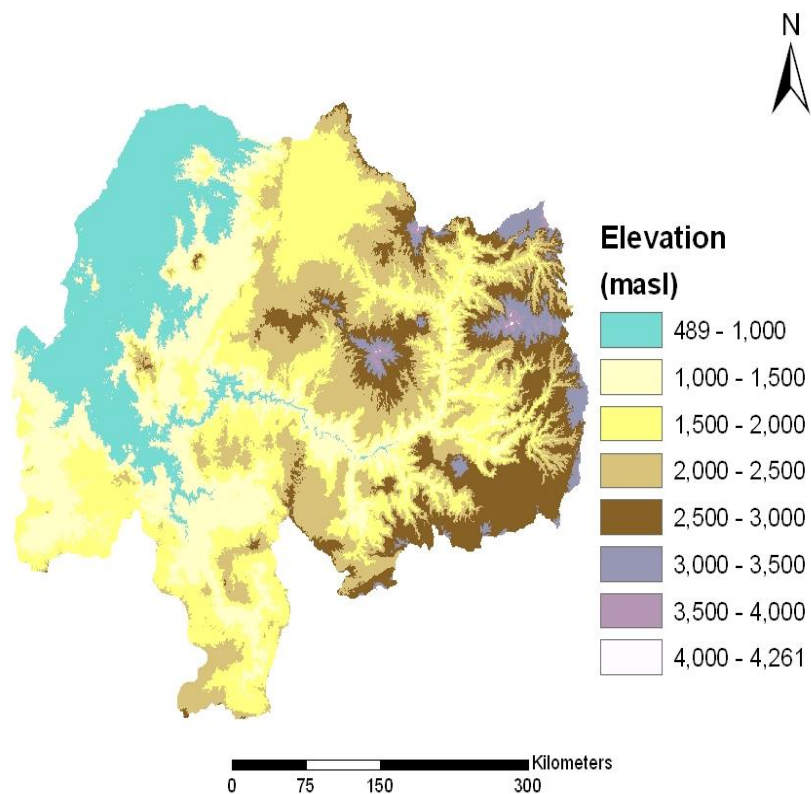 N
Elevation
(masl)
489 - 1,000
1,000 - 1,500
1,500 - 2,000
2,000 - 2,500
2,500 - 3,000
3,000 - 3,500
3,500 - 4,000
4,000 - 4,261
Kilometers
0 75 150 300